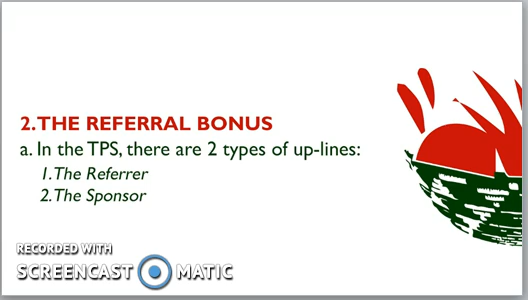 2. THE REFERRAL BONUS
a. In the TPS, there are 2 types of up-lines:
1. The Referrer
2. The Sponsor
RECORDED WITH
SCREENCAST MATIC